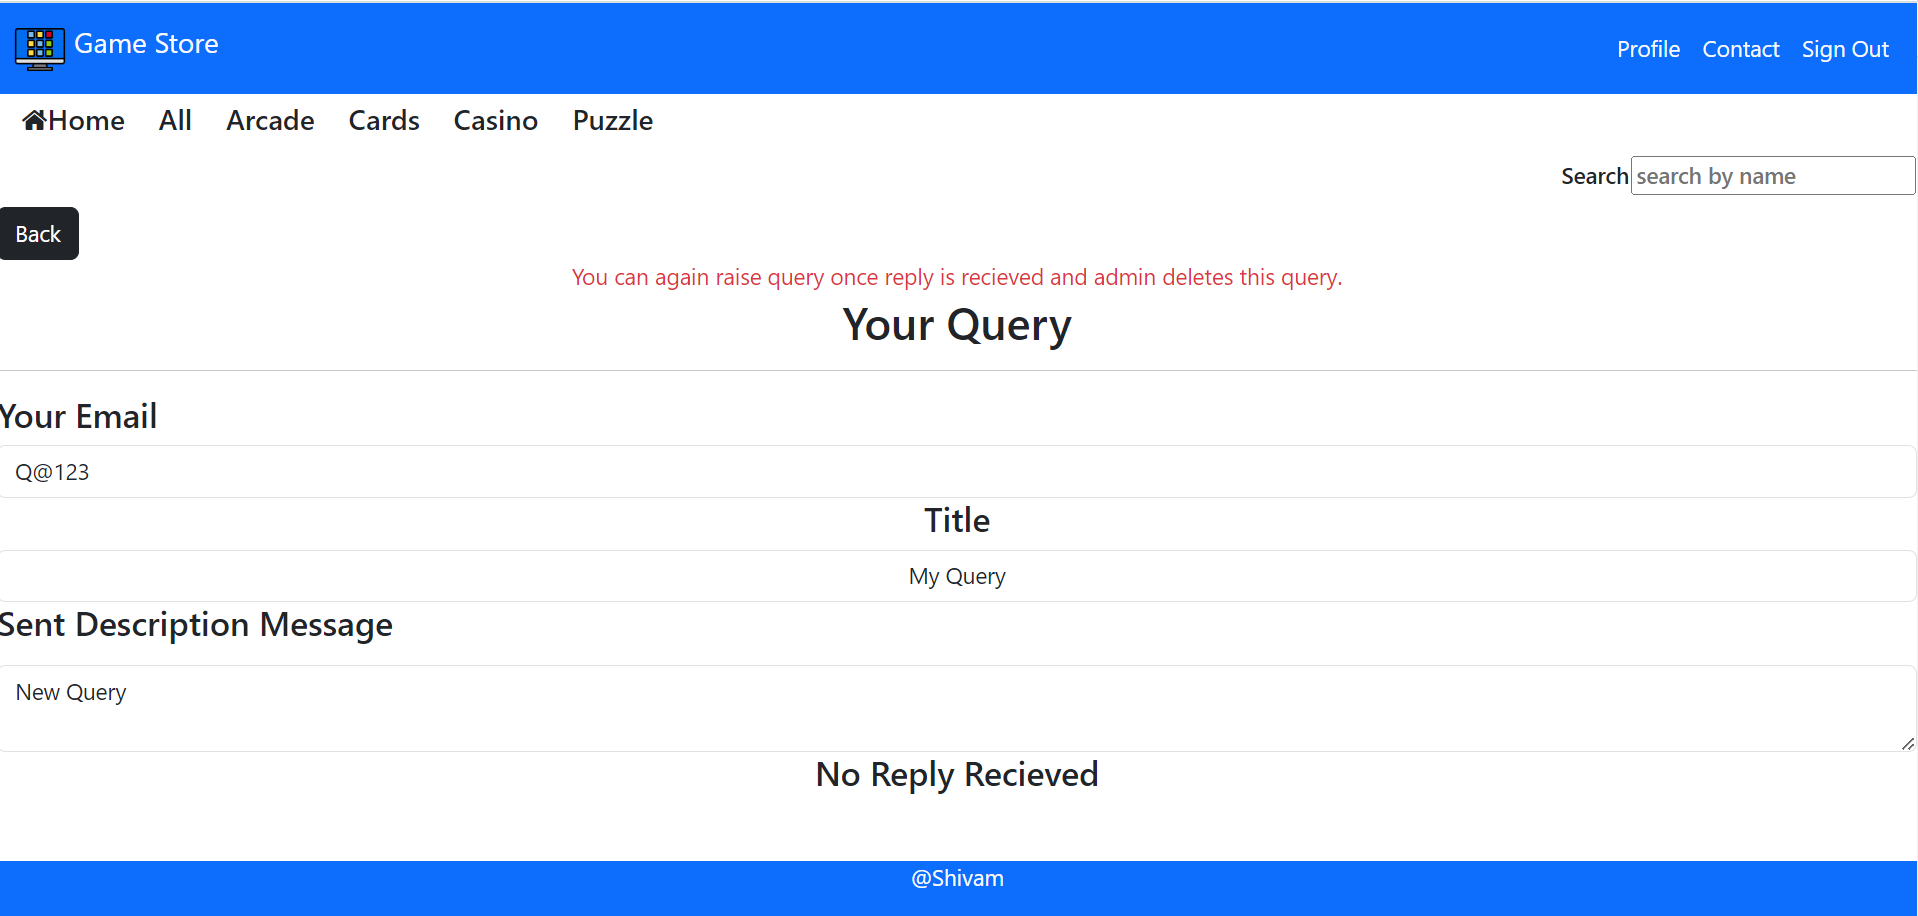 Game Store
Profile Contact Sign Out
Home All Arcade Cards Casino Puzzle
Search search by name
Back
You can again raise query once reply is recieved and admin deletes this query.
Your Query
Your Email
Q@123
Title
My Query
Sent Description Message
New Query
No Reply Recieved
@Shivam